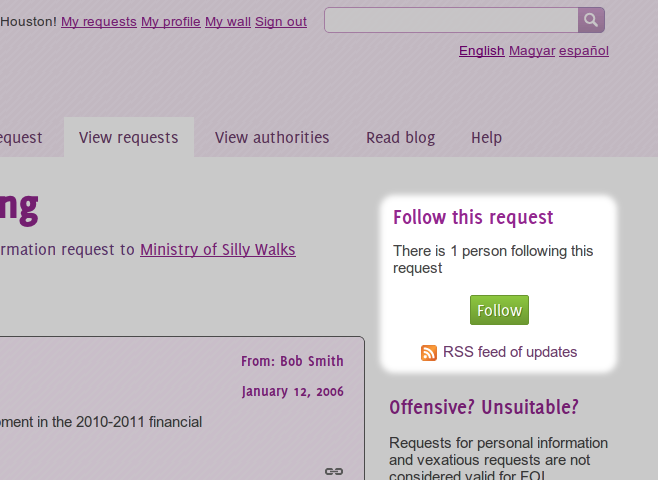 Houston! My requests My profile My wall Sign out
English Magyar español
equest View requests View authorities Read blog Help
ng
rmation request to Ministry of Silly Walks
Follow this request
There is 1 person following this
request
Follow
RSS feed of updates
From: Bob Smith
January 12, 2006
ment in the 2010-2011 financial
Offensive? Unsuitable?
Requests for personal information
and vexatious requests are not
considered valid for FOI